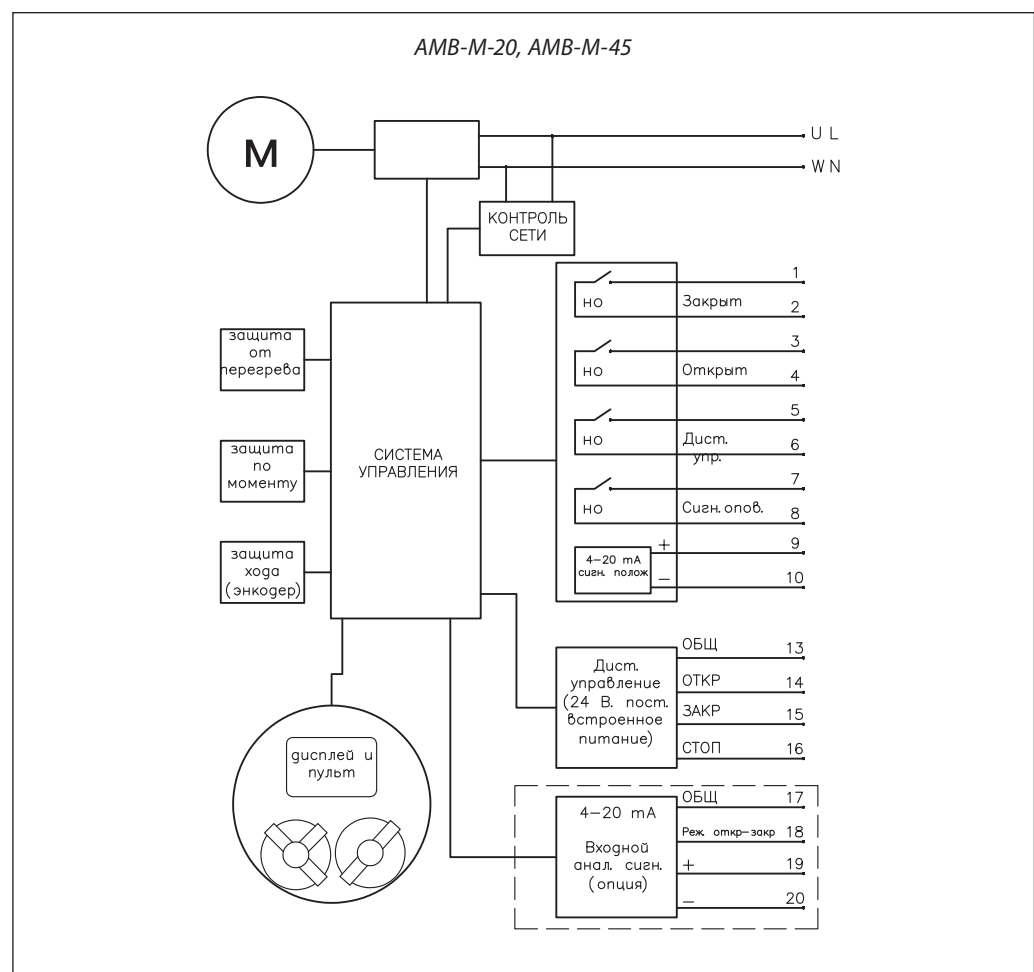 AMB-M-20, AMB-M-45
M
U L
W N
КОНТРОЛЬ
СЕТИ
1
НО
Закрыт
2
3
НО
Открыт
4
5
НО
Дист.
упр.
6
7
НО
Сигн. опов.
8
4-20 mA
сигн. полож
+
9
-
10
защита
от
перегрева
защита
по
моменту
защита
хода
(энкодер)
СИСТЕМА
УПРАВЛЕНИЯ
Дист.
управление
(24 В. пост.
встроенное
питание)
ОБЩ 13
ОТКР 14
ЗАКР 15
СТОП 16
дисплей и
пульт
4-20 mA
Входной
анал. сигн.
(опция)
ОБЩ 17
Реж. откр-закр 18
+ 19
- 20